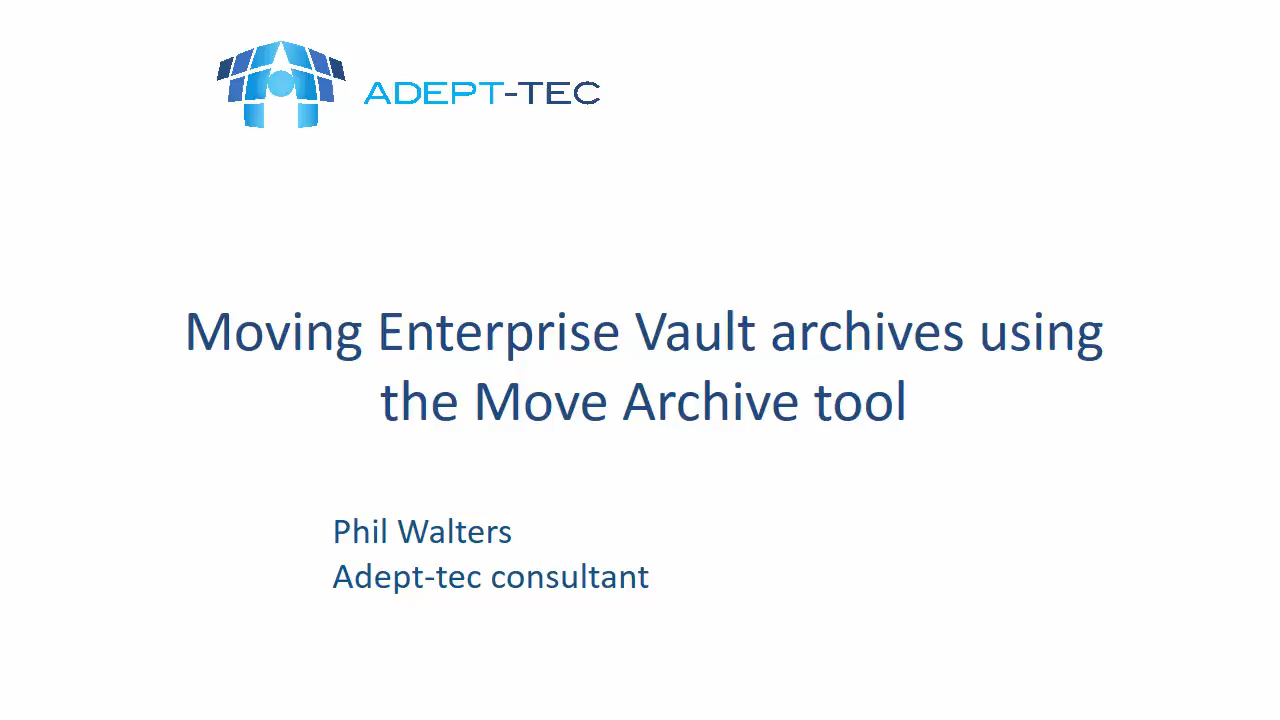 ADEPT-TEC
Moving Enterprise Vault archives using
the Move Archive tool
Phil Walters
Adept-tec consultant